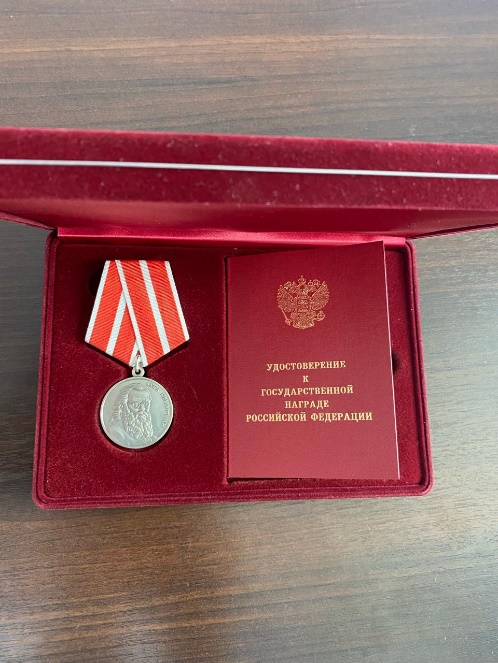 УДОСТОВЕРЕНИЕ
К
ГОСУДАРСТВЕННОЙ
НАГРАДЕ
РОССИЙСКОЙ ФЕДЕРАЦИИ